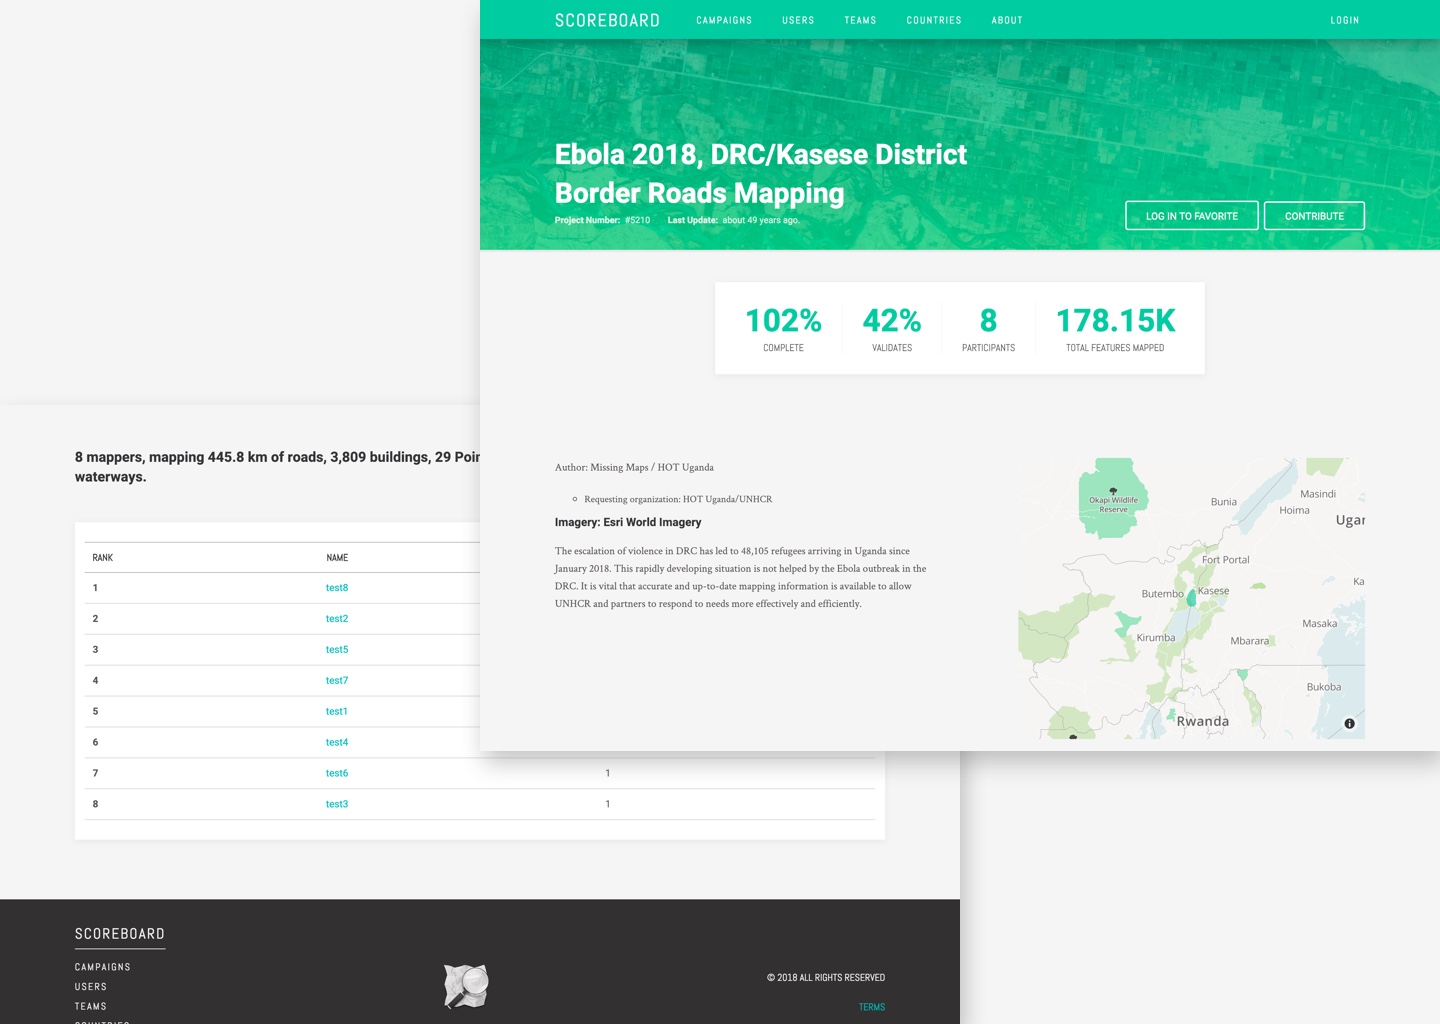 SCOREBOARD CAMPAIGNS USERS TEAMS COUNTRIES ABOUT LOGIN
Ebola 2018, DRC/Kasese District
Border Roads Mapping
Project Number: #5210 Last Update: about 49 years ago.
LOG IN TO FAVORITE CONTRIBUTE
102% 42% 8 178.15K
COMPLETE VALIDATES PARTICIPANTS TOTAL FEATURES MAPPED
Author: Missing Maps / HOT Uganda
Requesting organization: HOT Uganda/UNHCR
Imagery: Esri World Imagery
The escalation of violence in DRC has led to 48,105 refugees arriving in Uganda since
January 2018. This rapidly developing situation is not helped by the Ebola outbreak in the
DRC. It is vital that accurate and up-to-date mapping information is available to allow
UNHCR and partners to respond to needs more effectively and efficiently.
Okapi Wildlife
Reserve
Bunia
Masindi
Hoima
Ugar
Fort Portal
Ka
Butembo
Kasese
Masaka
Kirumba
Mbarara
Bukoba
Rwanda
8 mappers, mapping 445.8 km of roads, 3,809 buildings, 29 Poin
waterways.
RANK NAME
1 test8
2 test2
3 test5
4 test7
5 test1
6 test4
7 test6 1
8 test3 1
SCOREBOARD
CAMPAIGNS
USERS
TEAMS
COUNTRIES
© 2018 ALL RIGHTS RESERVED
TERMS